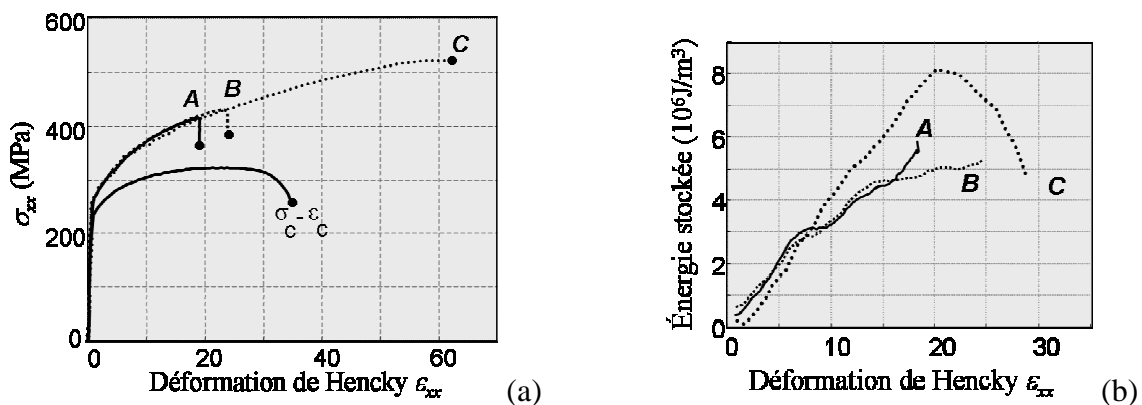 600
400
200
0
σxx (MPa)
A
B
C
σc-εc
0 20 40 60
Déformation de Hencky εxx
(a)
8
6
4
2
0
Énergie stockée (10⁶J/m³)
A
B
C
0 10 20 30
Déformation de Hencky εxx
(b)